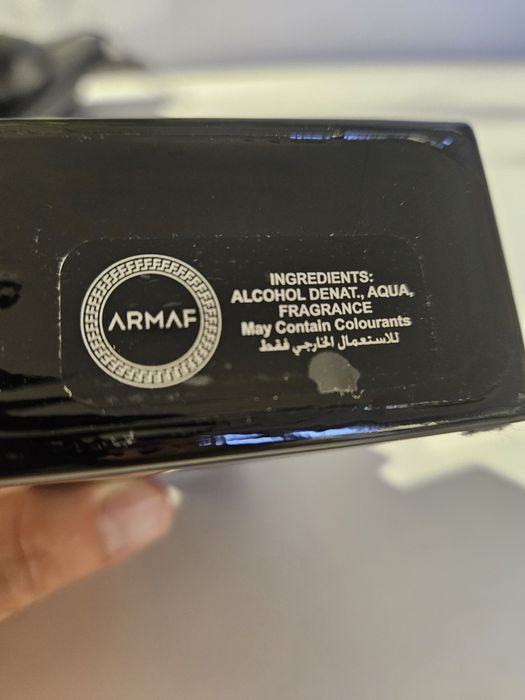 ARMAF
INGREDIENTS:
ALCOHOL DENAT., AQUA,
FRAGRANCE
May Contain Colourants
للاستعمال الخارجي فقط